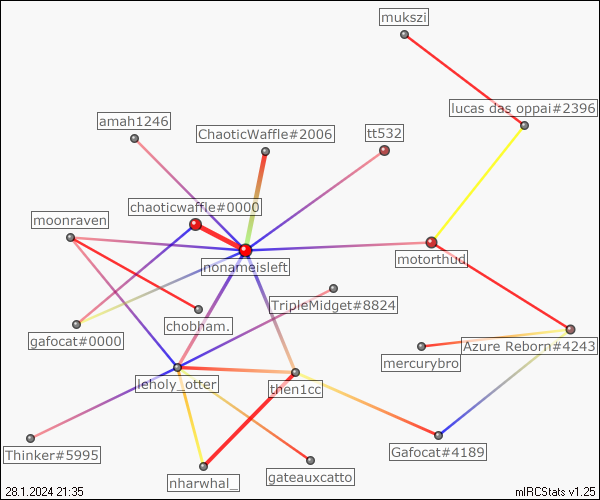 mukszi
lucas das oppai#2396
amah1246
ChaoticWaffle#2006
tt532
chaoticwaffle#0000
moonraven
nonameisleft
motorthud
TripleMidget#8824
chobham.
gafocat#0000
Azure Reborn#4243
mercurybro
leholy_otter
then1cc
Thinker#5995
Gafocat#4189
nharwhal_
gateauxcatto
28.1.2024 21:35
mIRCStats v1.25